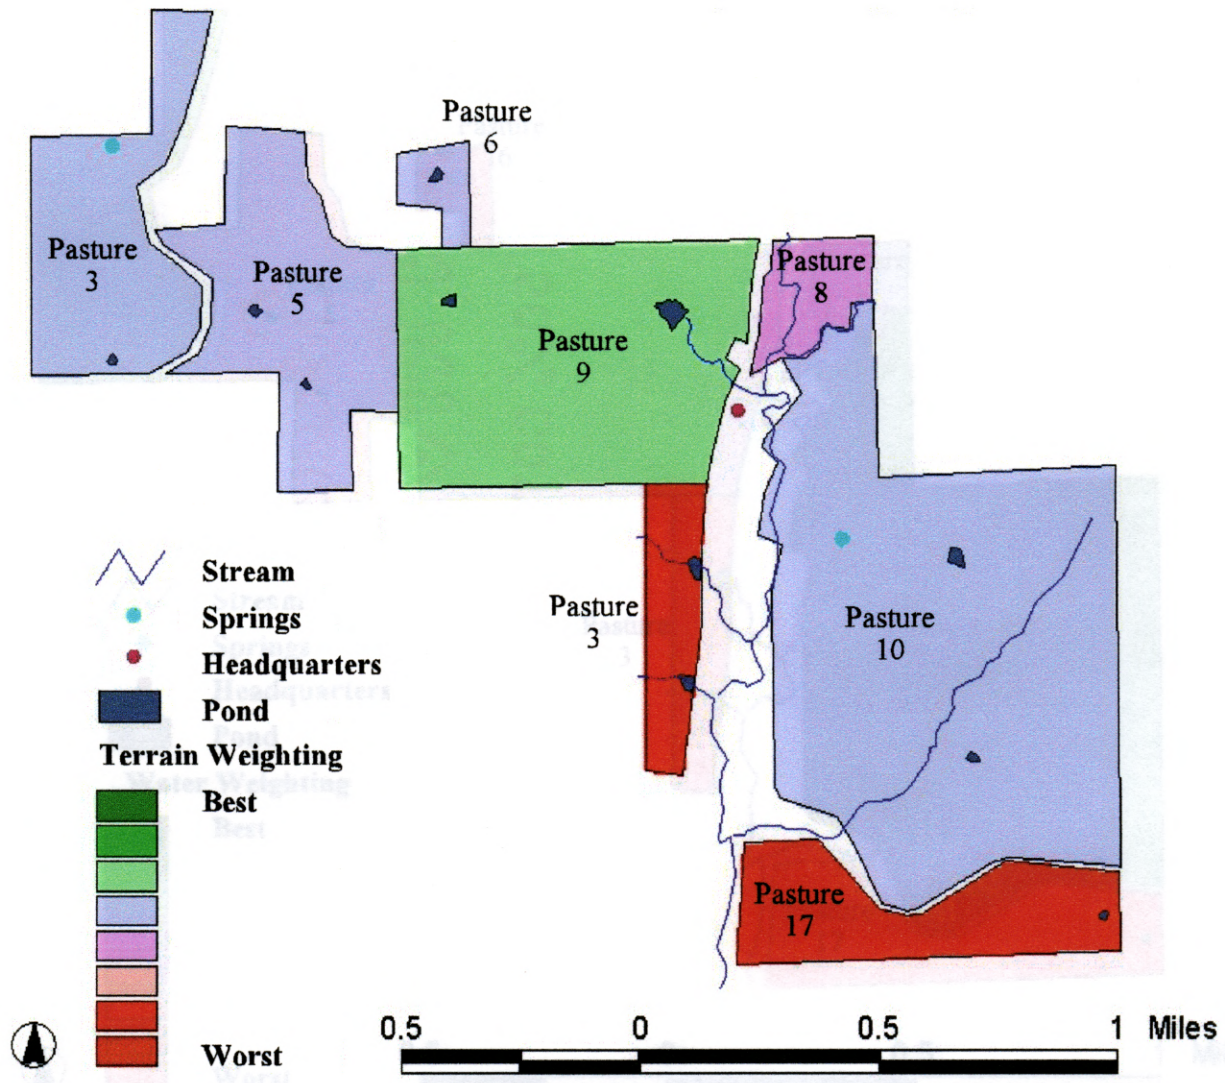 Pasture
6
Pasture
3
Pasture
5
Pasture
8
Pasture
9
Pasture
3
Pasture
10
Pasture
17
Stream
Springs
Headquarters
Pond
Terrain Weighting
Best
Worst
0.5 0 0.5 1 Miles